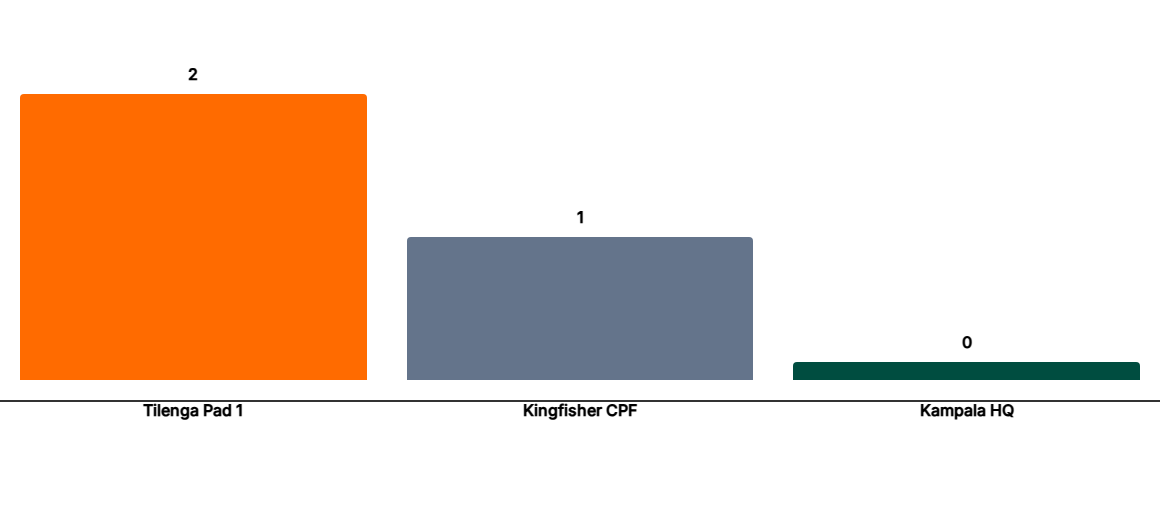 2
1
0
Tilenga Pad 1
Kingfisher CPF
Kampala HQ